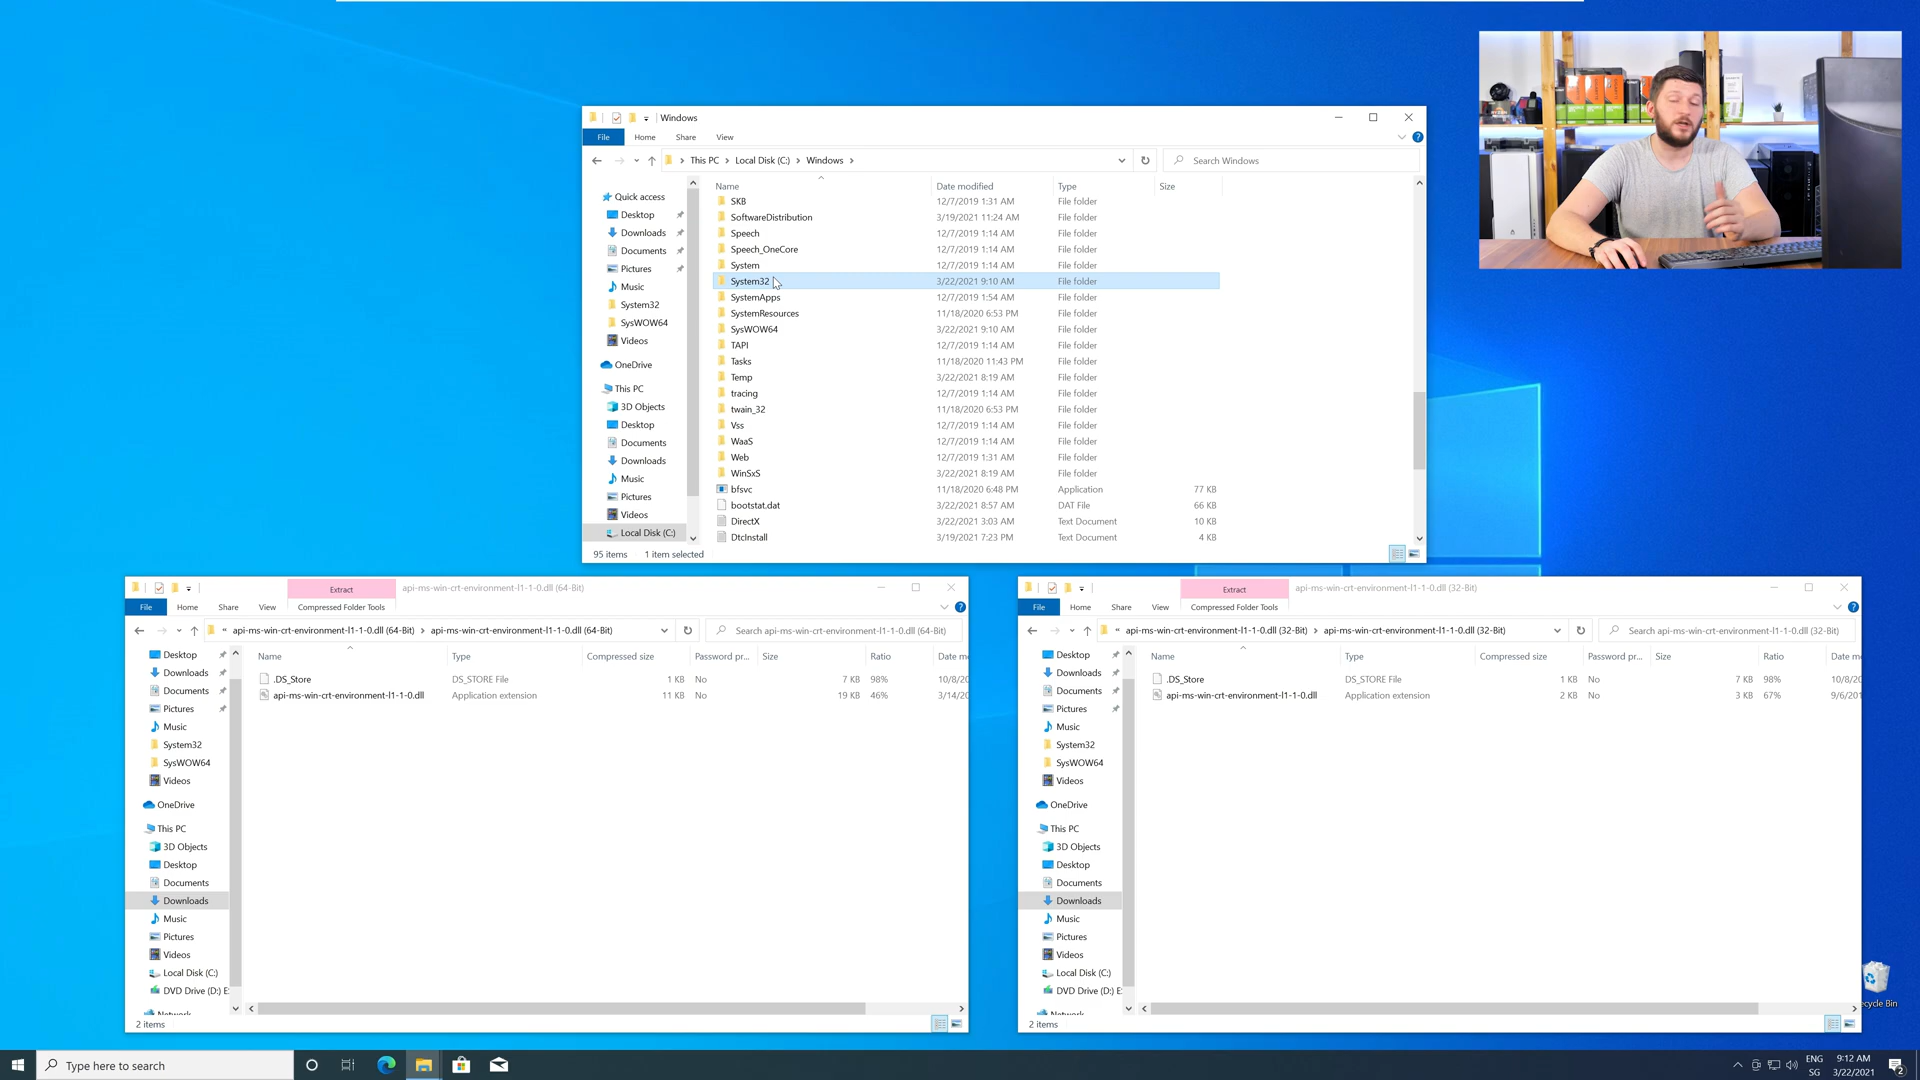 Windows
File Home Share View
This PC Local Disk (C:) Windows
Search Windows
Name Date modified Type Size
Quick access
Desktop
Downloads
Documents
Pictures
Music
System32
SysWOW64
Videos
OneDrive
This PC
3D Objects
Desktop
Documents
Downloads
Music
Pictures
Videos
Local Disk (C:)
SKB 12/7/2019 1:31 AM File folder
SoftwareDistribution 3/19/2021 11:24 AM File folder
Speech 12/7/2019 1:14 AM File folder
Speech_OneCore 12/7/2019 1:14 AM File folder
System 12/7/2019 1:14 AM File folder
System32 3/22/2021 9:10 AM File folder
SystemApps 12/7/2019 1:54 AM File folder
SystemResources 11/18/2020 6:53 PM File folder
SysWOW64 3/22/2021 9:10 AM File folder
TAPI 12/7/2019 1:14 AM File folder
Tasks 11/18/2020 11:43 PM File folder
Temp 3/22/2021 8:19 AM File folder
tracing 12/7/2019 1:14 AM File folder
twain_32 11/18/2020 6:53 PM File folder
Vss 12/7/2019 1:14 AM File folder
WaaS 12/7/2019 1:14 AM File folder
Web 12/7/2019 1:31 AM File folder
WinSxS 3/22/2021 8:19 AM File folder
bfsvc 11/18/2020 6:48 PM Application 77 KB
bootstat.dat 3/22/2021 8:57 AM DAT File 66 KB
DirectX 3/22/2021 3:03 AM Text Document 10 KB
DtcInstall 3/19/2021 7:23 PM Text Document 4 KB
95 items 1 item selected
Extract api-ms-win-crt-environment-l1-1-0.dll (64-Bit)
File Home Share View Compressed Folder Tools
« api-ms-win-crt-environment-l1-1-0.dll (64-Bit) api-ms-win-crt-environment-l1-1-0.dll (64-Bit)
Search api-ms-win-crt-environment-l1-1-0.dll (64-Bit)
Name Type Compressed size Password pr... Size Ratio Date m
.DS_Store DS_STORE File 1 KB No 7 KB 98% 10/8/20
api-ms-win-crt-environment-l1-1-0.dll Application extension 11 KB No 19 KB 46% 3/14/20
Desktop
Downloads
Documents
Pictures
Music
System32
SysWOW64
Videos
OneDrive
This PC
3D Objects
Desktop
Documents
Downloads
Music
Pictures
Videos
Local Disk (C:)
DVD Drive (D:) E
Network
2 items
Extract api-ms-win-crt-environment-l1-1-0.dll (32-Bit)
File Home Share View Compressed Folder Tools
« api-ms-win-crt-environment-l1-1-0.dll (32-Bit) api-ms-win-crt-environment-l1-1-0.dll (32-Bit)
Search api-ms-win-crt-environment-l1-1-0.dll (32-Bit)
Name Type Compressed size Password pr... Size Ratio Date m
.DS_Store DS_STORE File 1 KB No 7 KB 98% 10/8/20
api-ms-win-crt-environment-l1-1-0.dll Application extension 2 KB No 3 KB 67% 9/6/201
Desktop
Downloads
Documents
Pictures
Music
System32
SysWOW64
Videos
OneDrive
This PC
3D Objects
Desktop
Documents
Downloads
Music
Pictures
Videos
Local Disk (C:)
DVD Drive (D:) E
Network
2 items
ecycle Bin
Type here to search
ENG
SG
9:12 AM
3/22/2021
2